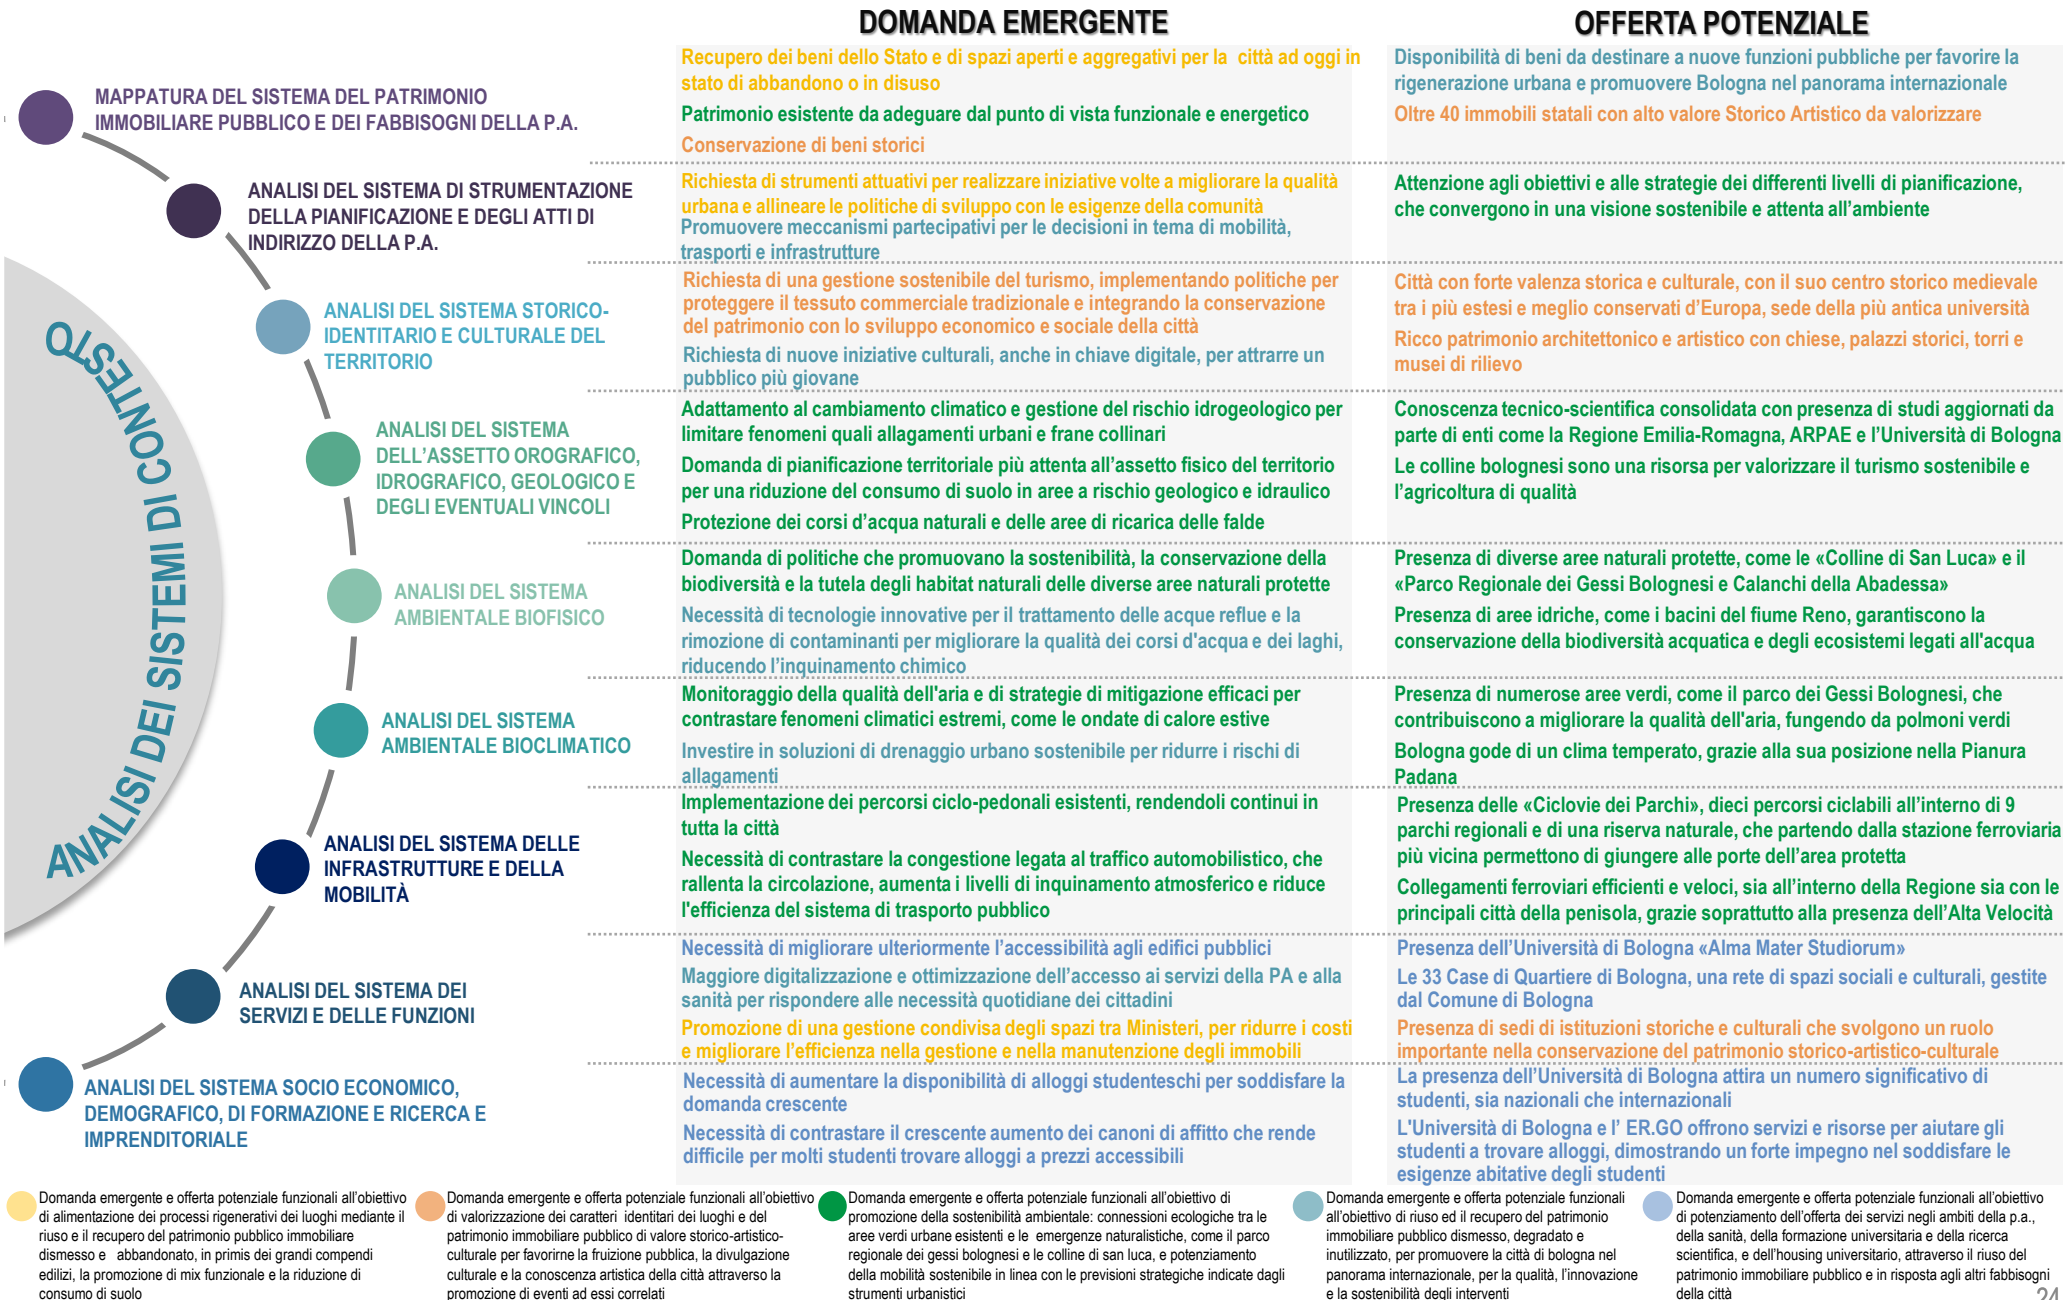 DOMANDA EMERGENTE
OFFERTA POTENZIALE
ANALISI DEI SISTEMI DI CONTESTO
MAPPATURA DEL SISTEMA DEL PATRIMONIO
IMMOBILIARE PUBBLICO E DEI FABBISOGNI DELLA P.A.
Recupero dei beni dello Stato e di spazi aperti e aggregativi per la città ad oggi in
stato di abbandono o in disuso
Patrimonio esistente da adeguare dal punto di vista funzionale e energetico
Conservazione di beni storici
Disponibilità di beni da destinare a nuove funzioni pubbliche per favorire la
rigenerazione urbana e promuovere Bologna nel panorama internazionale
Oltre 40 immobili statali con alto valore Storico Artistico da valorizzare
ANALISI DEL SISTEMA DI STRUMENTAZIONE
DELLA PIANIFICAZIONE E DEGLI ATTI DI
INDIRIZZO DELLA P.A.
Richiesta di strumenti attuativi per realizzare iniziative volte a migliorare la qualità
urbana e allineare le politiche di sviluppo con le esigenze della comunità
Promuovere meccanismi partecipativi per le decisioni in tema di mobilità,
trasporti e infrastrutture
Attenzione agli obiettivi e alle strategie dei differenti livelli di pianificazione,
che convergono in una visione sostenibile e attenta all’ambiente
ANALISI DEL SISTEMA STORICO-
IDENTITARIO E CULTURALE DEL
TERRITORIO
Richiesta di una gestione sostenibile del turismo, implementando politiche per
proteggere il tessuto commerciale tradizionale e integrando la conservazione
del patrimonio con lo sviluppo economico e sociale della città
Richiesta di nuove iniziative culturali, anche in chiave digitale, per attrarre un
pubblico più giovane
Città con forte valenza storica e culturale, con il suo centro storico medievale
tra i più estesi e meglio conservati d’Europa, sede della più antica università
Ricco patrimonio architettonico e artistico con chiese, palazzi storici, torri e
musei di rilievo
ANALISI DEL SISTEMA
DELL’ASSETTO OROGRAFICO,
IDROGRAFICO, GEOLOGICO E
DEGLI EVENTUALI VINCOLI
Adattamento al cambiamento climatico e gestione del rischio idrogeologico per
limitare fenomeni quali allagamenti urbani e frane collinari
Domanda di pianificazione territoriale più attenta all’assetto fisico del territorio
per una riduzione del consumo di suolo in aree a rischio geologico e idraulico
Protezione dei corsi d’acqua naturali e delle aree di ricarica delle falde
Conoscenza tecnico-scientifica consolidata con presenza di studi aggiornati da
parte di enti come la Regione Emilia-Romagna, ARPAE e l’Università di Bologna
Le colline bolognesi sono una risorsa per valorizzare il turismo sostenibile e
l’agricoltura di qualità
ANALISI DEL SISTEMA
AMBIENTALE BIOFISICO
Domanda di politiche che promuovano la sostenibilità, la conservazione della
biodiversità e la tutela degli habitat naturali delle diverse aree naturali protette
Necessità di tecnologie innovative per il trattamento delle acque reflue e la
rimozione di contaminanti per migliorare la qualità dei corsi d'acqua e dei laghi,
riducendo l’inquinamento chimico
Presenza di diverse aree naturali protette, come le «Colline di San Luca» e il
«Parco Regionale dei Gessi Bolognesi e Calanchi della Abadessa»
Presenza di aree idriche, come i bacini del fiume Reno, garantiscono la
conservazione della biodiversità acquatica e degli ecosistemi legati all'acqua
ANALISI DEL SISTEMA
AMBIENTALE BIOCLIMATICO
Monitoraggio della qualità dell'aria e di strategie di mitigazione efficaci per
contrastare fenomeni climatici estremi, come le ondate di calore estive
Investire in soluzioni di drenaggio urbano sostenibile per ridurre i rischi di
allagamenti
Presenza di numerose aree verdi, come il parco dei Gessi Bolognesi, che
contribuiscono a migliorare la qualità dell'aria, fungendo da polmoni verdi
Bologna gode di un clima temperato, grazie alla sua posizione nella Pianura
Padana
ANALISI DEL SISTEMA DELLE
INFRASTRUTTURE E DELLA
MOBILITÀ
Implementazione dei percorsi ciclo-pedonali esistenti, rendendoli continui in
tutta la città
Necessità di contrastare la congestione legata al traffico automobilistico, che
rallenta la circolazione, aumenta i livelli di inquinamento atmosferico e riduce
l'efficienza del sistema di trasporto pubblico
Presenza delle «Ciclovie dei Parchi», dieci percorsi ciclabili all’interno di 9
parchi regionali e di una riserva naturale, che partendo dalla stazione ferroviaria
più vicina permettono di giungere alle porte dell’area protetta
Collegamenti ferroviari efficienti e veloci, sia all’interno della Regione sia con le
principali città della penisola, grazie soprattutto alla presenza dell’Alta Velocità
ANALISI DEL SISTEMA DEI
SERVIZI E DELLE FUNZIONI
Necessità di migliorare ulteriormente l’accessibilità agli edifici pubblici
Maggiore digitalizzazione e ottimizzazione dell’accesso ai servizi della PA e alla
sanità per rispondere alle necessità quotidiane dei cittadini
Promozione di una gestione condivisa degli spazi tra Ministeri, per ridurre i costi
e migliorare l’efficienza nella gestione e nella manutenzione degli immobili
Presenza dell’Università di Bologna «Alma Mater Studiorum»
Le 33 Case di Quartiere di Bologna, una rete di spazi sociali e culturali, gestite
dal Comune di Bologna
Presenza di sedi di istituzioni storiche e culturali che svolgono un ruolo
importante nella conservazione del patrimonio storico-artistico-culturale
ANALISI DEL SISTEMA SOCIO ECONOMICO,
DEMOGRAFICO, DI FORMAZIONE E RICERCA E
IMPRENDITORIALE
Necessità di aumentare la disponibilità di alloggi studenteschi per soddisfare la
domanda crescente
Necessità di contrastare il crescente aumento dei canoni di affitto che rende
difficile per molti studenti trovare alloggi a prezzi accessibili
La presenza dell’Università di Bologna attira un numero significativo di
studenti, sia nazionali che internazionali
L'Università di Bologna e l’ ER.GO offrono servizi e risorse per aiutare gli
studenti a trovare alloggi, dimostrando un forte impegno nel soddisfare le
esigenze abitative degli studenti
Domanda emergente e offerta potenziale funzionali all’obiettivo
di alimentazione dei processi rigenerativi dei luoghi mediante il
riuso e il recupero del patrimonio pubblico immobiliare
dismesso e abbandonato, in primis dei grandi compendi
edilizi, la promozione di mix funzionale e la riduzione di
consumo di suolo
Domanda emergente e offerta potenziale funzionali all’obiettivo
di valorizzazione dei caratteri identitari dei luoghi e del
patrimonio immobiliare pubblico di valore storico-artistico-
culturale per favorirne la fruizione pubblica, la divulgazione
culturale e la conoscenza artistica della città attraverso la
promozione di eventi ad essi correlati
Domanda emergente e offerta potenziale funzionali all’obiettivo di
promozione della sostenibilità ambientale: connessioni ecologiche tra le
aree verdi urbane esistenti e le emergenze naturalistiche, come il parco
regionale dei gessi bolognesi e le colline di san luca, e potenziamento
della mobilità sostenibile in linea con le previsioni strategiche indicate dagli
strumenti urbanistici
Domanda emergente e offerta potenziale funzionali
all’obiettivo di riuso ed il recupero del patrimonio
immobiliare pubblico dismesso, degradato e
inutilizzato, per promuovere la città di bologna nel
panorama internazionale, per la qualità, l’innovazione
e la sostenibilità degli interventi
Domanda emergente e offerta potenziale funzionali all’obiettivo
di potenziamento dell’offerta dei servizi negli ambiti della p.a.,
della sanità, della formazione universitaria e della ricerca
scientifica, e dell’housing universitario, attraverso il riuso del
patrimonio immobiliare pubblico e in risposta agli altri fabbisogni
della città
24